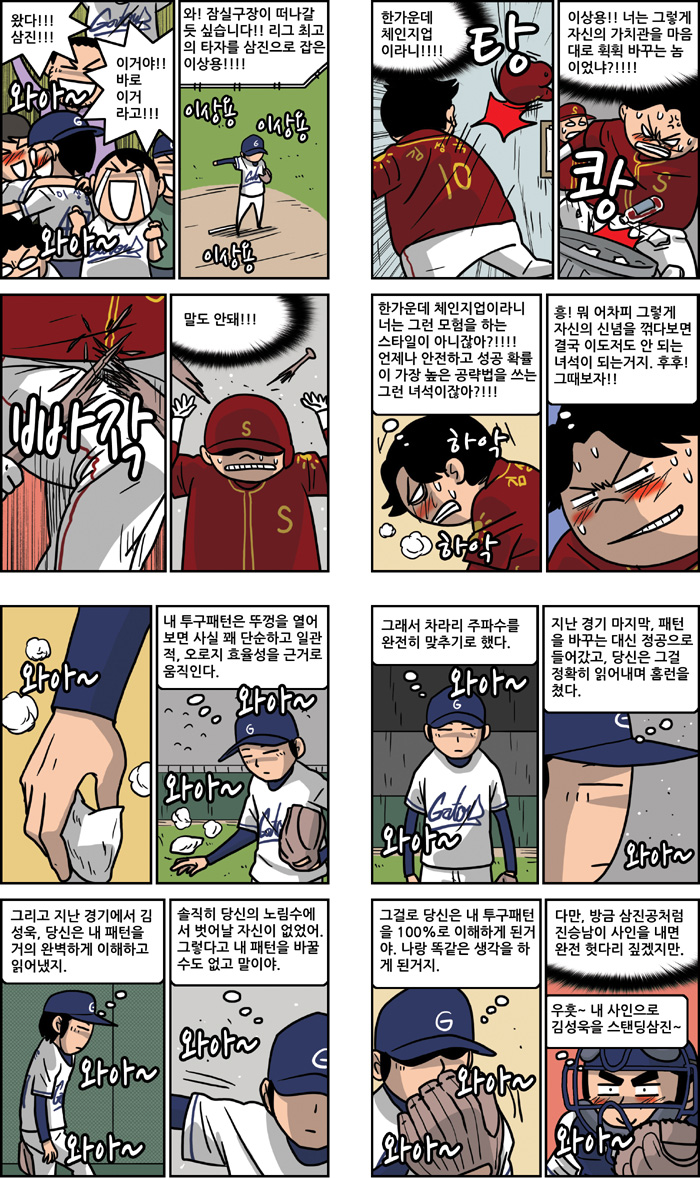 왔다!!!
삼진!!!
Gators
이거야!!
바로
이거
라고!!!
와아~
G
와아~
Gators
와! 잠실구장이 떠나갈
듯 싶습니다!! 리그 최고
의 타자를 삼진으로 잡은
이상용!!!!
이상용
이상용
G
Gators
이상용
빠각
말도 안돼!!!
S
S
한가운데
체인지업
이라니!!!!
탕
10
이상용!! 너는 그렇게
자신의 가치관을 마음
대로 휙휙 바꾸는 놈
이었냐?!!!!
S
쾅
한가운데 체인지업이라니
너는 그런 모험을 하는
스타일이 아니잖아?!!!!
언제나 안전하고 성공 확률
이 가장 높은 공략법을 쓰는
그런 녀석이잖아?!!!
하악
하악
흥! 뭐 어차피 그렇게
자신의 신념을 꺾다보면
결국 이도저도 안 되는
녀석이 되는거지. 후후!
그때보자!!
와아~
내 투구패턴은 뚜껑을 열어
보면 사실 꽤 단순하고 일관
적, 오로지 효율성을 근거로
움직인다.
와아~
G
와아~
Gators
그리고 지난 경기에서 김
성욱, 당신은 내 패턴을
거의 완벽하게 이해하고
읽어냈지.
G
와아~
와아~
솔직히 당신의 노림수에
서 벗어날 자신이 없었어.
그렇다고 내 패턴을 바꿀
수도 없고 말이야.
와아~
G
그래서 차라리 주파수를
완전히 맞추기로 했다.
와아~
G
Gators
와아~
지난 경기 마지막, 패턴
을 바꾸는 대신 정공으로
들어갔고, 당신은 그걸
정확히 읽어내며 홈런을
쳤다.
와아~
그걸로 당신은 내 투구패턴
을 100%로 이해하게 된거
야. 나랑 똑같은 생각을 하
게 된거지.
G
와아~
와아~
다만, 방금 삼진공처럼
진승남이 사인을 내면
완전 헛다리 짚겠지만.
우훗~ 내 사인으로
김성욱을 스탠딩삼진~
와아~